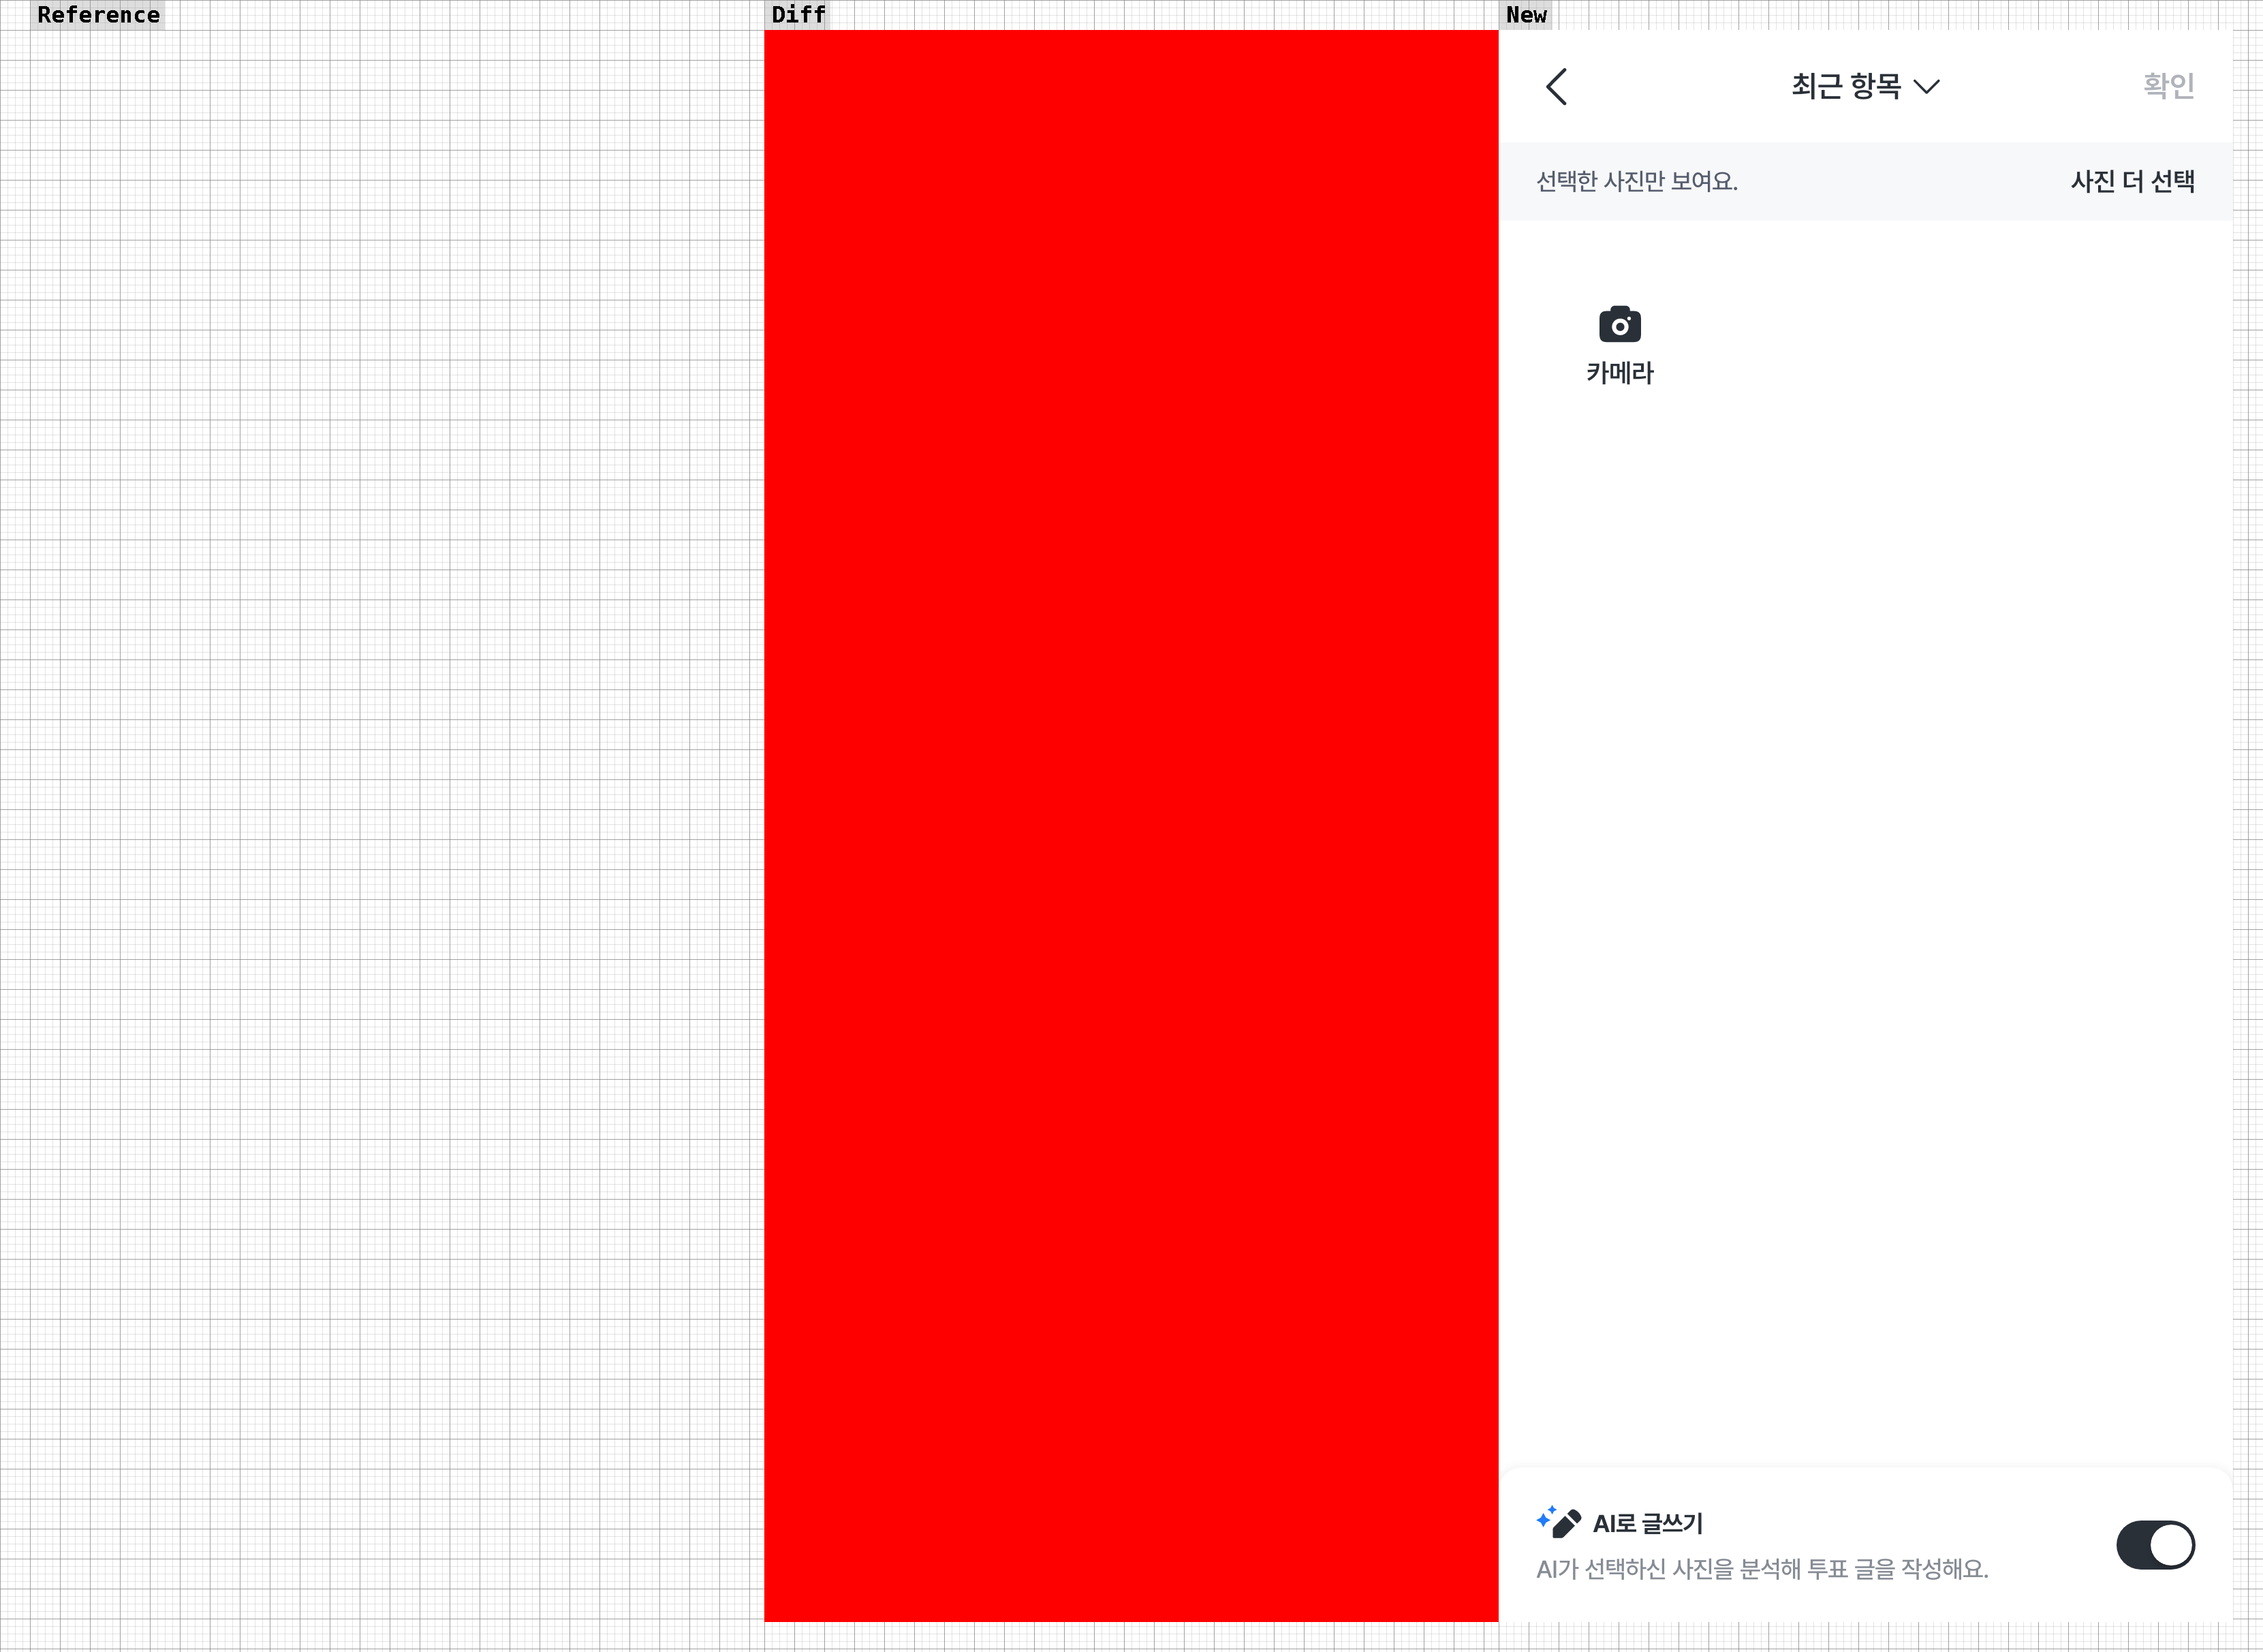 Reference
Diff
New
최근 항목
확인
선택한 사진만 보여요.
사진 더 선택
카메라
AI로 글쓰기
AI가 선택하신 사진을 분석해 투표 글을 작성해요.